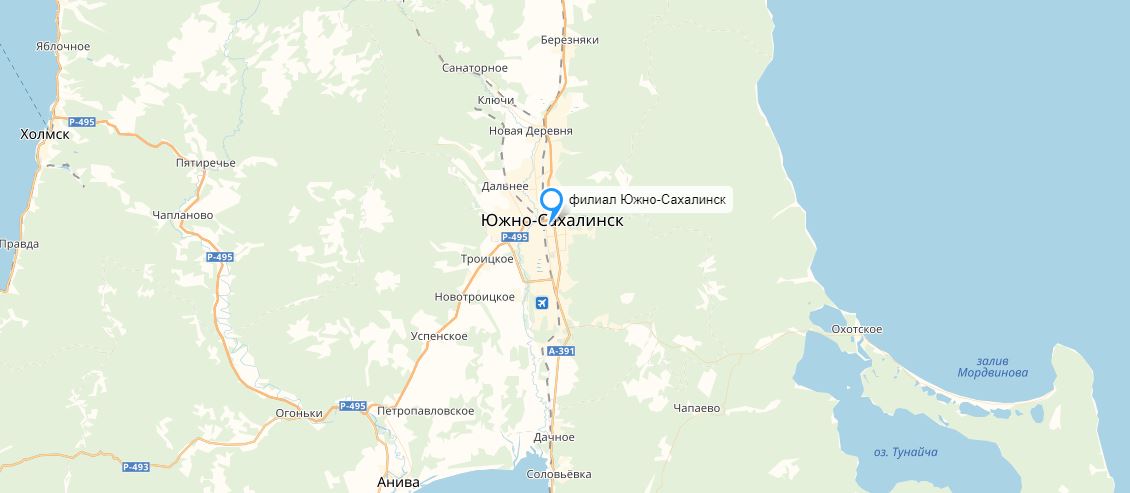 Березняки
Яблочное
Санаторное
Ключи
Р-495
Холмск
Новая Деревня
Пятиречье
Дальнее
филиал Южно-Сахалинск
Чапланово
Южно-Сахалинск
Р-495
Правда
Р-495
Троицкое
Новотроицкое
Охотское
Успенское
А-391
залив
Мордвинова
Р-495
Чапаево
Огоньки
Петропавловское
Дачное
оз. Тунайча
Р-493
Соловьёвка
Анива